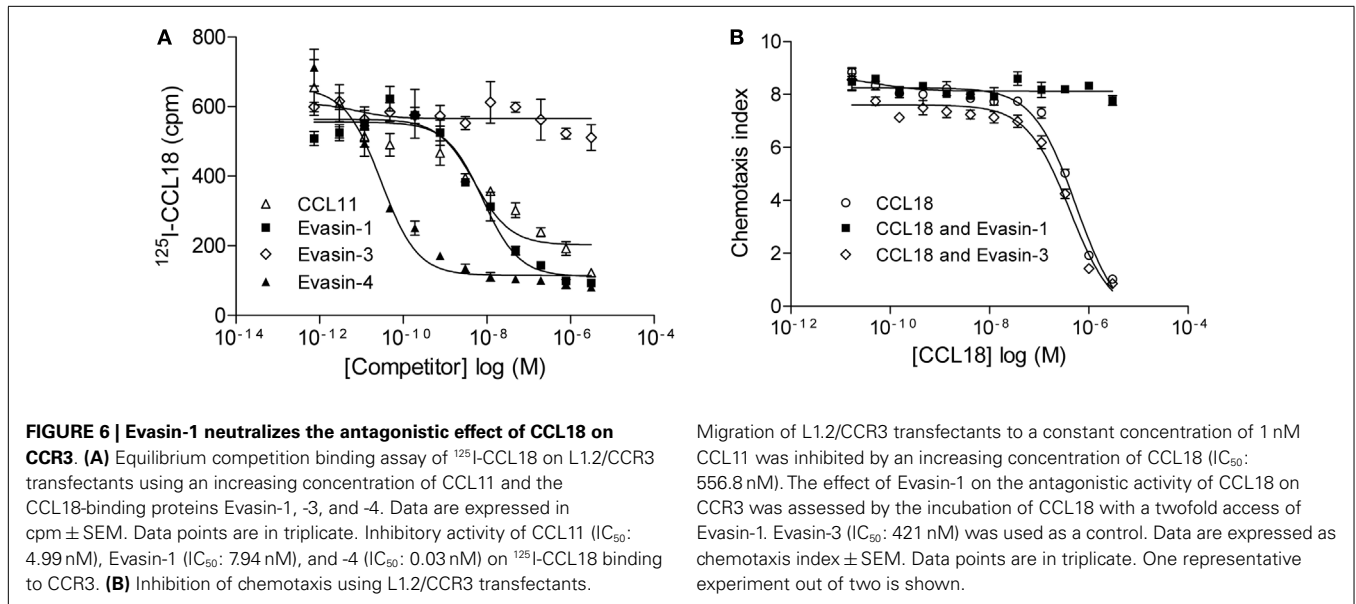 A
800
600
400
200
0
¹²⁵I-CCL18 (cpm)
CCL11
Evasin-1
Evasin-3
Evasin-4
10⁻¹⁴ 10⁻¹² 10⁻¹⁰ 10⁻⁸ 10⁻⁶ 10⁻⁴
[Competitor] log (M)
B
10
8
6
4
2
0
Chemotaxis index
CCL18
CCL18 and Evasin-1
CCL18 and Evasin-3
10⁻¹² 10⁻¹⁰ 10⁻⁸ 10⁻⁶ 10⁻⁴
[CCL18] log (M)
FIGURE 6 | Evasin-1 neutralizes the antagonistic effect of CCL18 on
CCR3. (A) Equilibrium competition binding assay of ¹²⁵I-CCL18 on L1.2/CCR3
transfectants using an increasing concentration of CCL11 and the
CCL18-binding proteins Evasin-1, -3, and -4. Data are expressed in
cpm ± SEM. Data points are in triplicate. Inhibitory activity of CCL11 (IC₅₀:
4.99 nM), Evasin-1 (IC₅₀: 7.94 nM), and -4 (IC₅₀: 0.03 nM) on ¹²⁵I-CCL18 binding
to CCR3. (B) Inhibition of chemotaxis using L1.2/CCR3 transfectants.
Migration of L1.2/CCR3 transfectants to a constant concentration of 1 nM
CCL11 was inhibited by an increasing concentration of CCL18 (IC₅₀:
556.8 nM). The effect of Evasin-1 on the antagonistic activity of CCL18 on
CCR3 was assessed by the incubation of CCL18 with a twofold access of
Evasin-1. Evasin-3 (IC₅₀: 421 nM) was used as a control. Data are expressed as
chemotaxis index ± SEM. Data points are in triplicate. One representative
experiment out of two is shown.